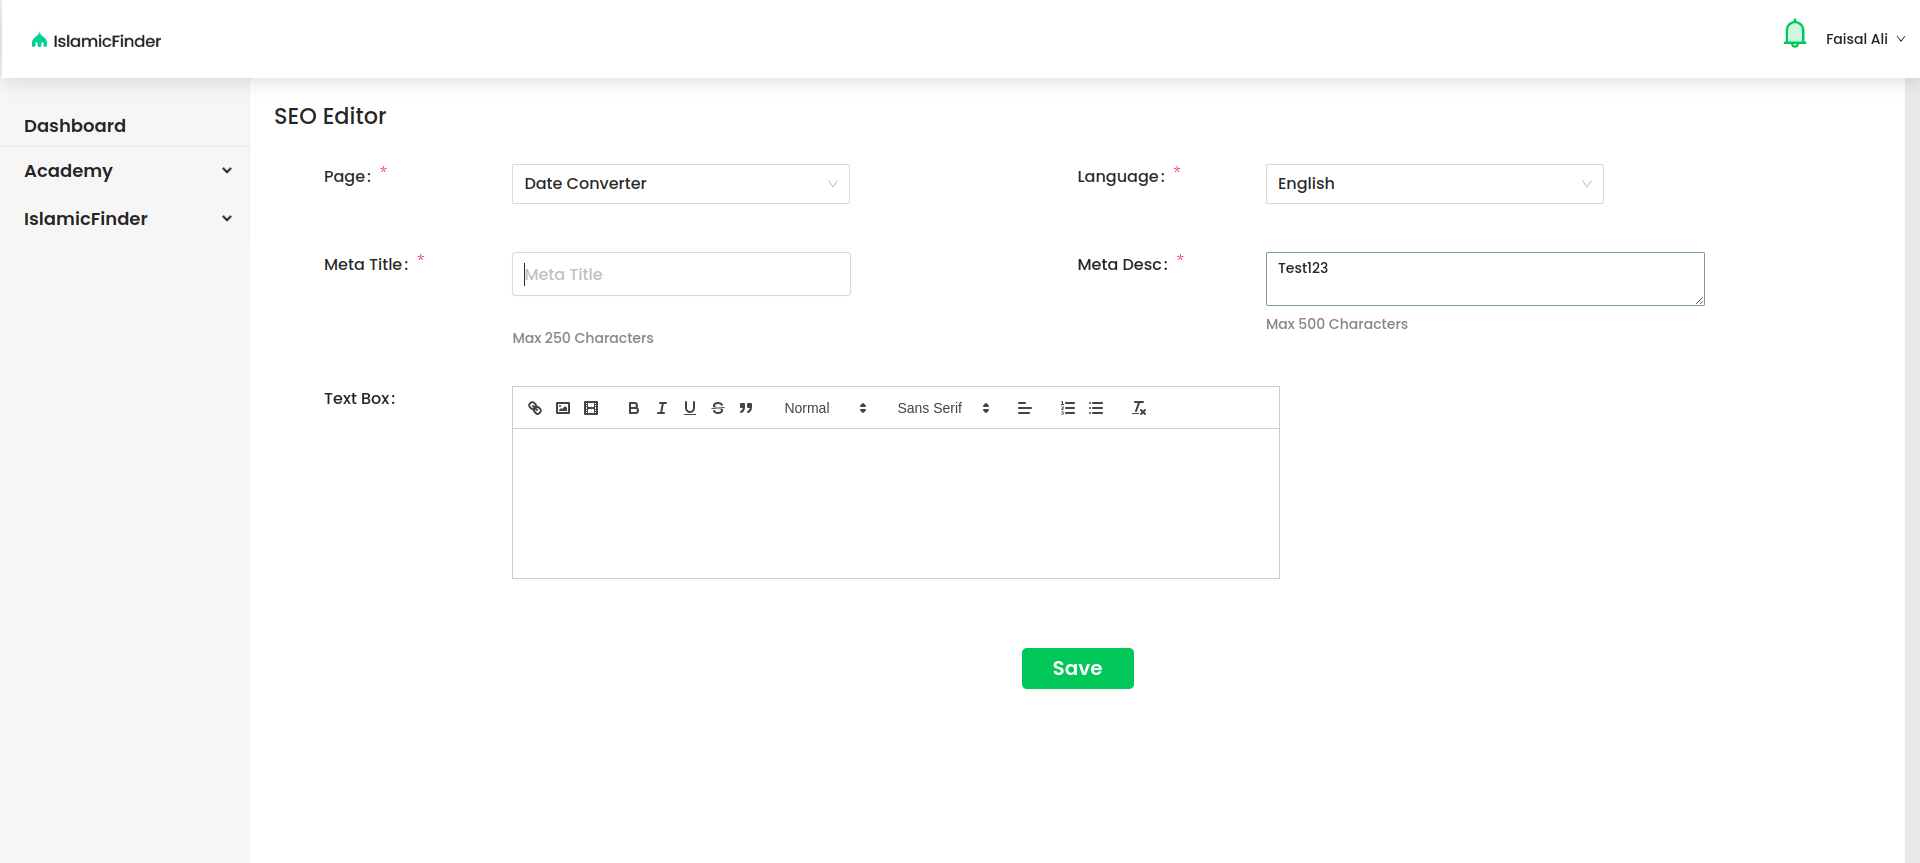 IslamicFinder
Faisal Ali
Dashboard
Academy
IslamicFinder
SEO Editor
Page: *
Date Converter
Language: *
English
Meta Title: *
Meta Title
Max 250 Characters
Meta Desc: *
Test123
Max 500 Characters
Text Box:
Normal
Sans Serif
Save